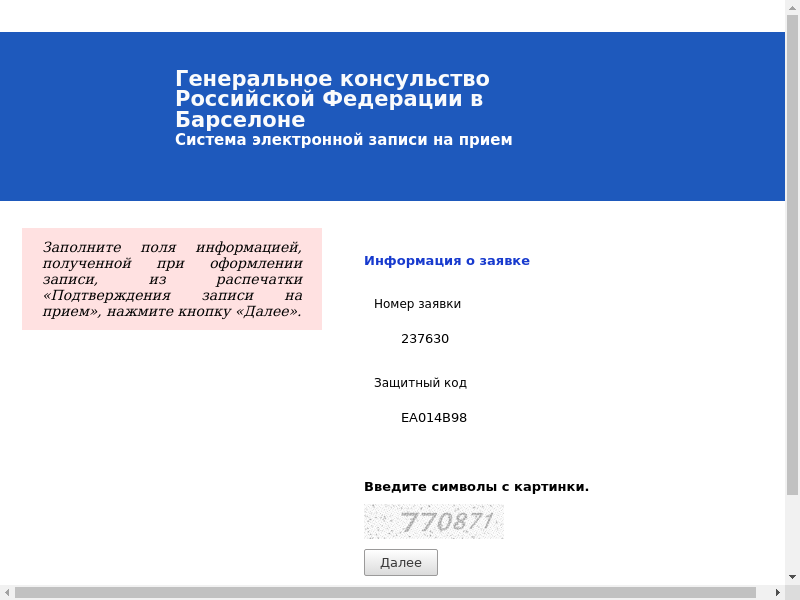 Генеральное консульство
Российской Федерации в
Барселоне
Система электронной записи на прием
Заполните поля информацией,
полученной при оформлении
записи, из распечатки
«Подтверждения записи на
прием», нажмите кнопку «Далее».
Информация о заявке
Номер заявки
237630
Защитный код
EA014B98
Введите символы с картинки.
770871
Далее